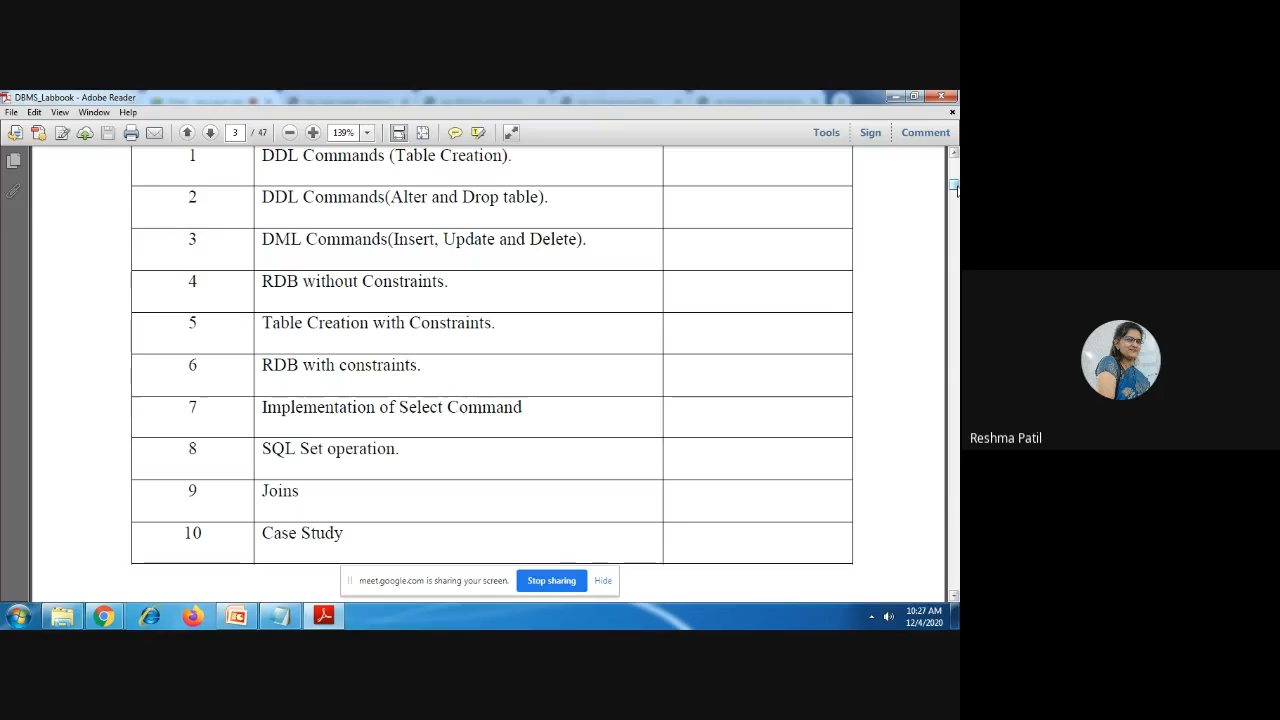 DBMS_Labbook - Adobe Reader
File Edit View Window Help
3 / 47 139% Tools Sign Comment
1 DDL Commands (Table Creation).
2 DDL Commands(Alter and Drop table).
3 DML Commands(Insert, Update and Delete).
4 RDB without Constraints.
5 Table Creation with Constraints.
6 RDB with constraints.
7 Implementation of Select Command
8 SQL Set operation.
9 Joins
10 Case Study
meet.google.com is sharing your screen. Stop sharing Hide
10:27 AM
12/4/2020
Reshma Patil